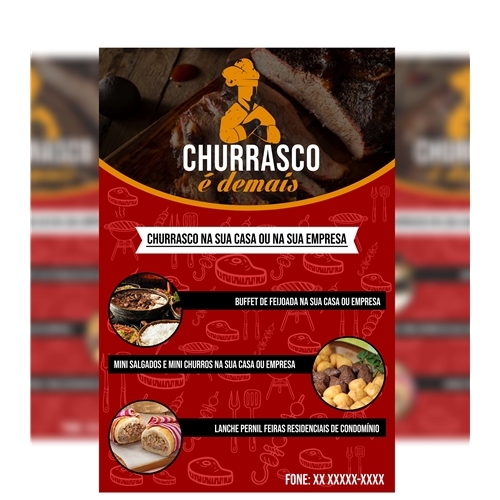 CHURRASCO
é demais
CHURRASCO NA SUA CASA OU NA SUA EMPRESA
BUFFET DE FEIJOADA NA SUA CASA OU EMPRESA
MINI SALGADOS E MINI CHURROS NA SUA CASA OU EMPRESA
LANCHE PERNIL FEIRAS RESIDENCIAIS DE CONDOMÍNIO
FONE: XX XXXXX-XXXX